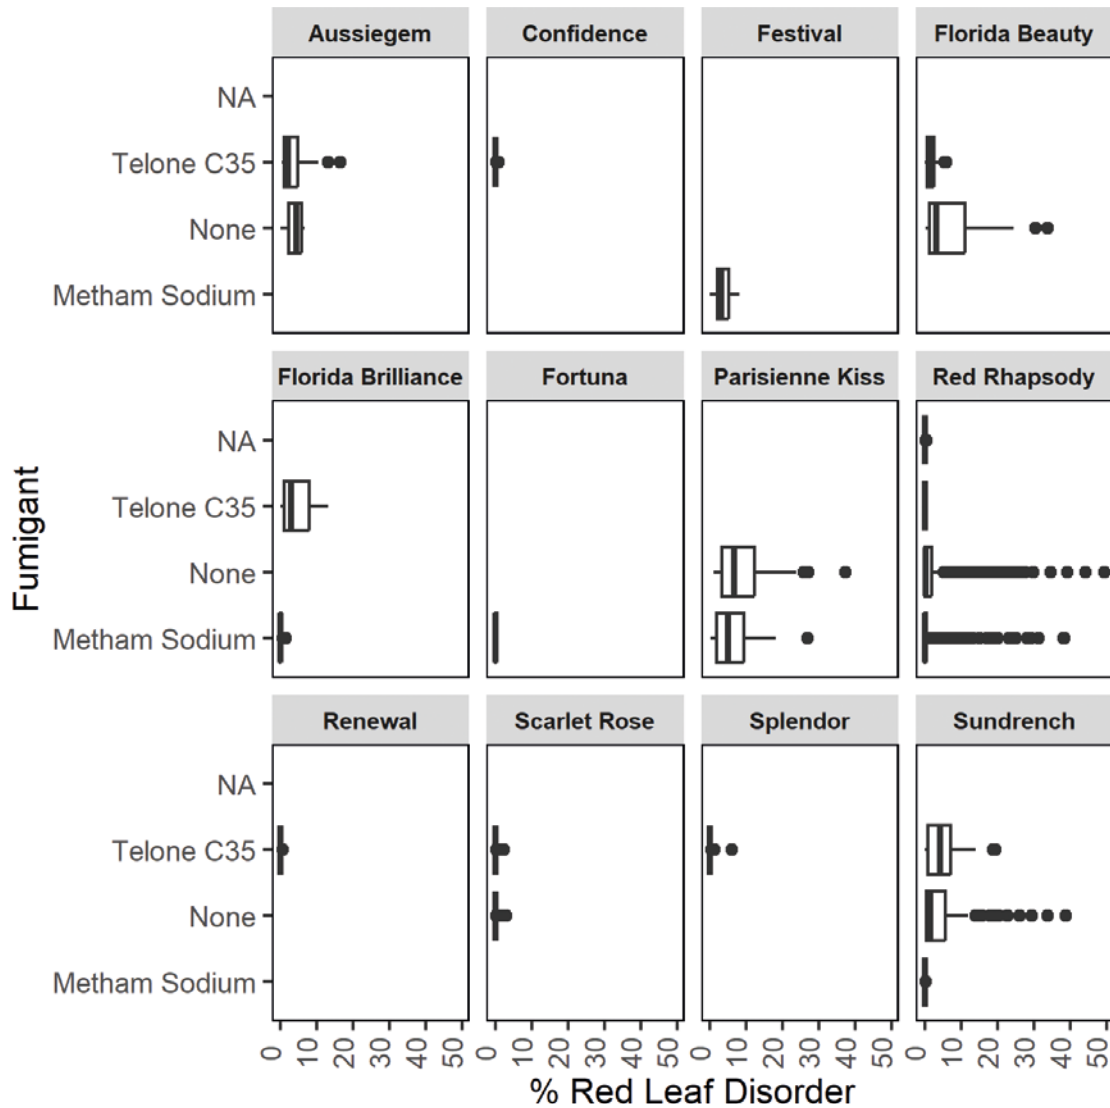 Aussiegem Confidence Festival Florida Beauty
NA
Telone C35
None
Metham Sodium
Florida Brilliance Fortuna Parisienne Kiss Red Rhapsody
NA
Telone C35
None
Metham Sodium
Fumigant
Renewal Scarlet Rose Splendor Sundrench
NA
Telone C35
None
Metham Sodium
0 10 20 30 40 50 0 10 20 30 40 50 0 10 20 30 40 50 0 10 20 30 40 50
% Red Leaf Disorder